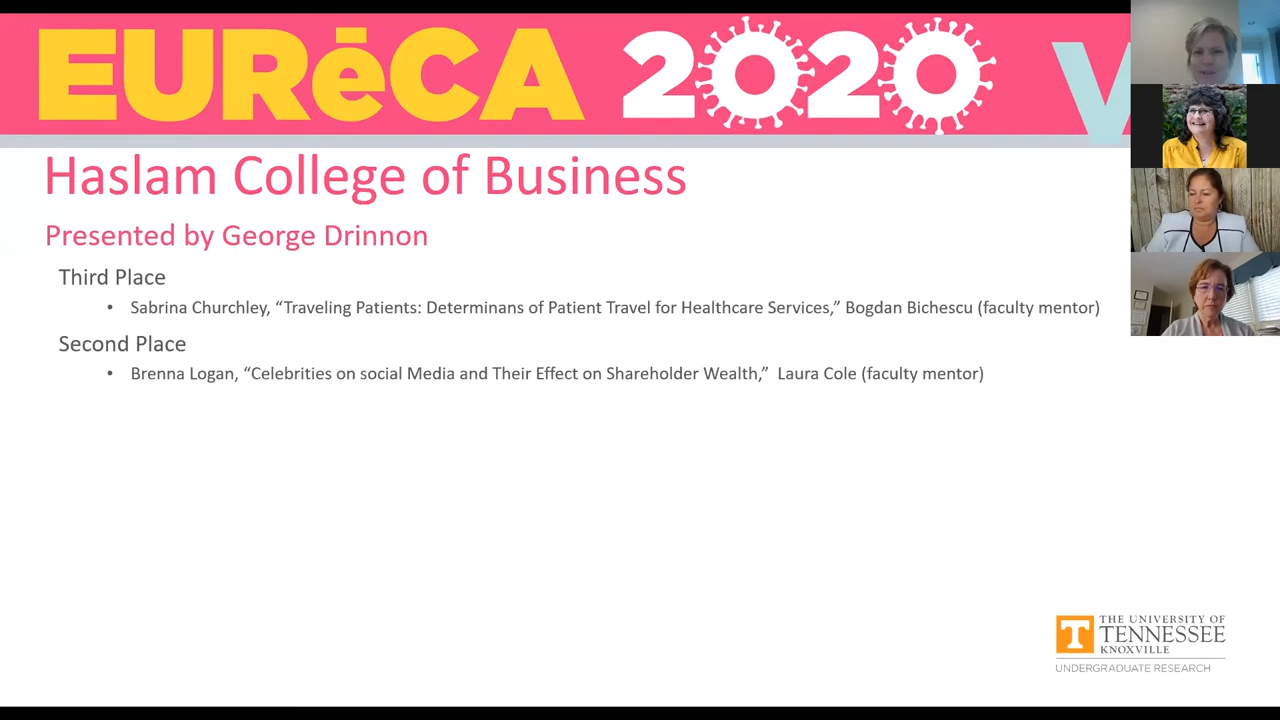 EURēCA 2020 V
Haslam College of Business
Presented by George Drinnon
Third Place
• Sabrina Churchley, “Traveling Patients: Determinans of Patient Travel for Healthcare Services,” Bogdan Bichescu (faculty mentor)
Second Place
• Brenna Logan, “Celebrities on social Media and Their Effect on Shareholder Wealth,” Laura Cole (faculty mentor)
T
THE UNIVERSITY OF
TENNESSEE
KNOXVILLE
UNDERGRADUATE RESEARCH